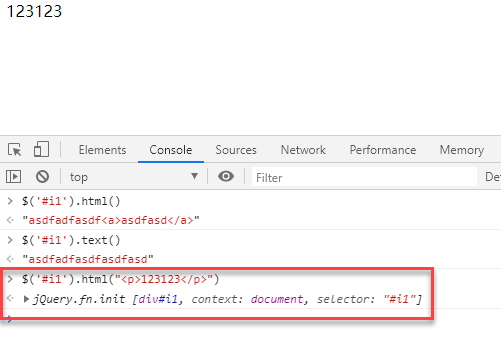 123123
Elements Console Sources Network Performance Memory
top Filter Def
$('#i1').html()
"asdfadfasdf<a>asdfasd</a>"
$('#i1').text()
"asdfadfasdfasdfasd"
$('#i1').html("<p>123123</p>")
jQuery.fn.init [div#i1, context: document, selector: "#i1"]